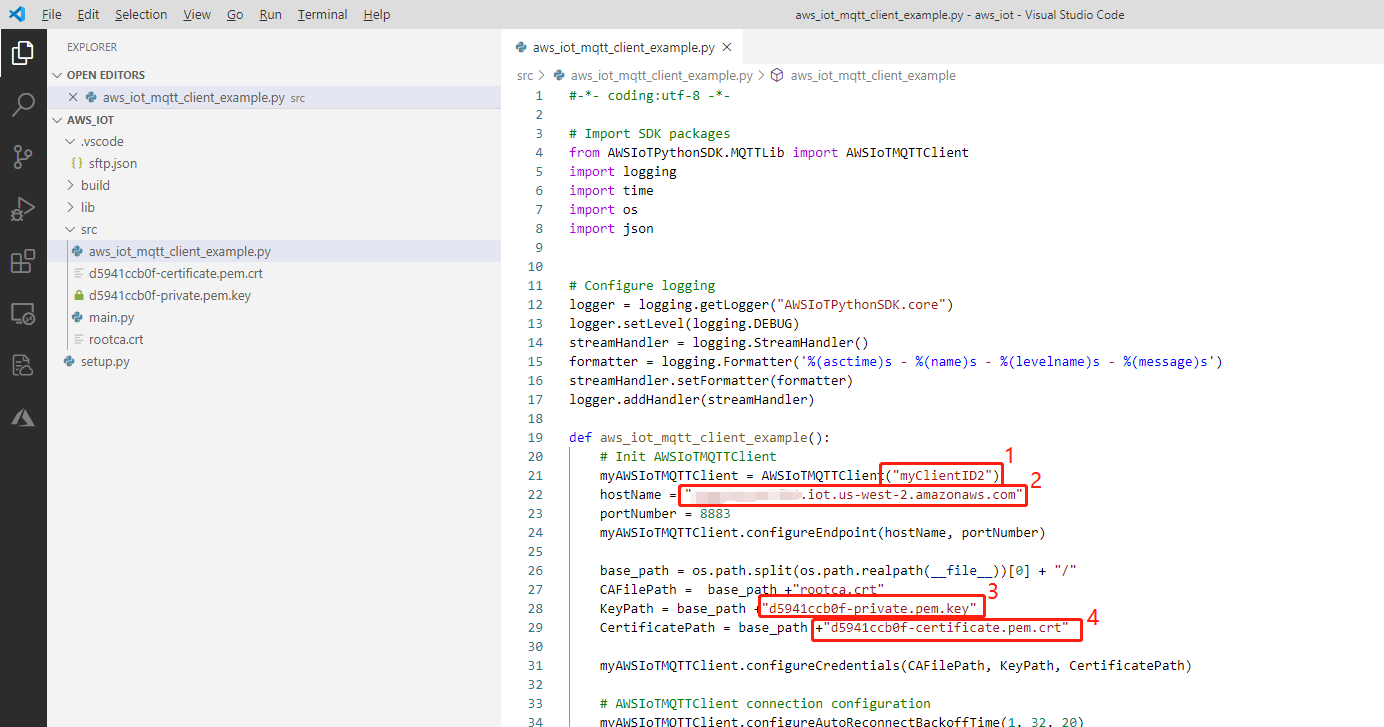 File Edit Selection View Go Run Terminal Help
aws_iot_mqtt_client_example.py - aws_iot - Visual Studio Code
EXPLORER
OPEN EDITORS
aws_iot_mqtt_client_example.py src
AWS_IOT
.vscode
{} sftp.json
build
lib
src
aws_iot_mqtt_client_example.py
d5941ccb0f-certificate.pem.crt
d5941ccb0f-private.pem.key
main.py
rootca.crt
setup.py
aws_iot_mqtt_client_example.py
src > aws_iot_mqtt_client_example.py > aws_iot_mqtt_client_example
1 #-*- coding:utf-8 -*-
2
3 # Import SDK packages
4 from AWSIoTPythonSDK.MQTTLib import AWSIoTMQTTClient
5 import logging
6 import time
7 import os
8 import json
9
10
11 # Configure logging
12 logger = logging.getLogger("AWSIoTPythonSDK.core")
13 logger.setLevel(logging.DEBUG)
14 streamHandler = logging.StreamHandler()
15 formatter = logging.Formatter('%(asctime)s - %(name)s - %(levelname)s - %(message)s')
16 streamHandler.setFormatter(formatter)
17 logger.addHandler(streamHandler)
18
19 def aws_iot_mqtt_client_example():
20 # Init AWSIoTMQTTClient
21 myAWSIoTMQTTClient = AWSIoTMQTTClient("myClientID2") 1
22 hostName = ".iot.us-west-2.amazonaws.com" 2
23 portNumber = 8883
24 myAWSIoTMQTTClient.configureEndpoint(hostName, portNumber)
25
26 base_path = os.path.split(os.path.realpath(__file__))[0] + "/"
27 CAFilePath = base_path +"rootca.crt"
28 KeyPath = base_path +"d5941ccb0f-private.pem.key" 3
29 CertificatePath = base_path +"d5941ccb0f-certificate.pem.crt" 4
30
31 myAWSIoTMQTTClient.configureCredentials(CAFilePath, KeyPath, CertificatePath)
32
33 # AWSIoTMQTTClient connection configuration
34 myAWSIoTMQTTClient.configureAutoReconnectBackoffTime(1, 32, 20)